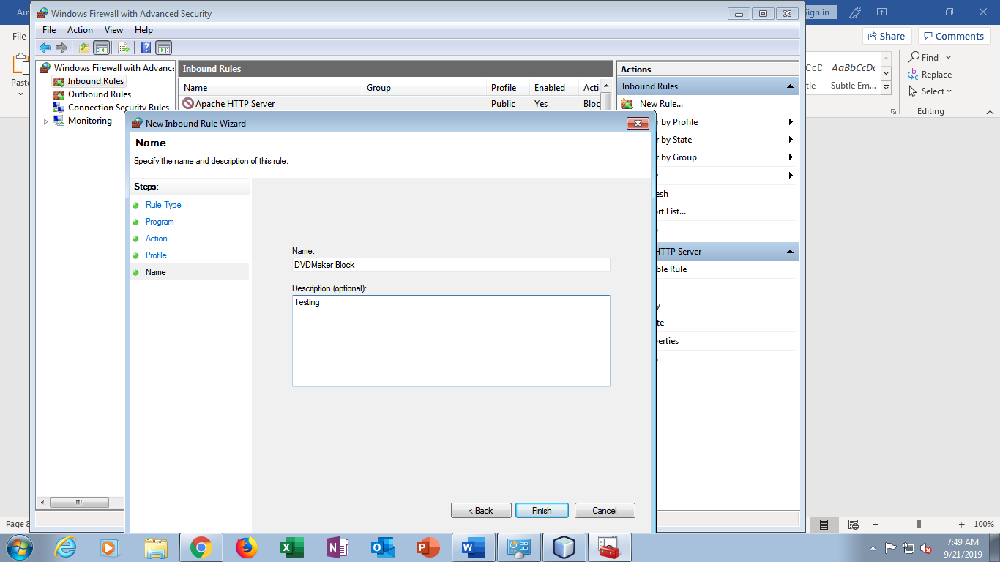 Aut
Windows Firewall with Advanced Security
Sign in
File
File Action View Help
Share Comments
Paste
Windows Firewall with Advance
Inbound Rules
Outbound Rules
Connection Security Rules
Monitoring
Inbound Rules
Name Group Profile Enabled Acti
Apache HTTP Server Public Yes Bloc
Actions
Inbound Rules
New Rule...
r by Profile
r by State
r by Group
y
esh
rt List...
HTTP Server
ble Rule
y
te
perties
CcD AaBbCcDc
tle Subtle Em...
Find
Replace
Select
Editing
New Inbound Rule Wizard
Name
Specify the name and description of this rule.
Steps:
Rule Type
Program
Action
Profile
Name
Name:
DVDMaker Block
Description (optional):
Testing
< Back Finish Cancel
Page 8
100%
7:49 AM
9/21/2019